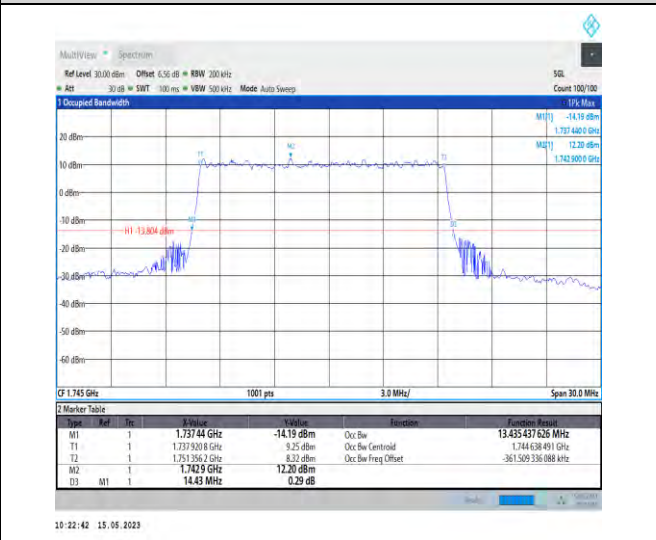 MultiView Spectrum
Ref Level 30.00 dBm Offset 6.56 dB RBW 200 kHz SGL
Att 30 dB SWT 100 ms VBW 500 kHz Mode Auto Sweep Count 100/100
1 Occupied Bandwidth 1Pk Max
M1[1] -14.19 dBm
1.737 440 0 GHz
M2[1] 12.20 dBm
1.742 900 0 GHz
20 dBm
T1 M2 T2
10 dBm
0 dBm
-10 dBm
H1 -13.804 dBm
D3
-20 dBm
-30 dBm
-40 dBm
-50 dBm
-60 dBm
CF 1.745 GHz 1001 pts 3.0 MHz/ Span 30.0 MHz
2 Marker Table
Type Ref Trc X-Value Y-Value Function Function Result
M1 1 1.737 44 GHz -14.19 dBm Occ Bw 13.435 437 626 MHz
T1 1 1.737 920 8 GHz 9.25 dBm Occ Bw Centroid 1.744 638 491 GHz
T2 1 1.751 356 2 GHz 8.32 dBm Occ Bw Freq Offset -361.509 336 088 kHz
M2 1 1.742 9 GHz 12.20 dBm
D3 M1 1 14.43 MHz 0.29 dB
10:22:42 15.05.2023